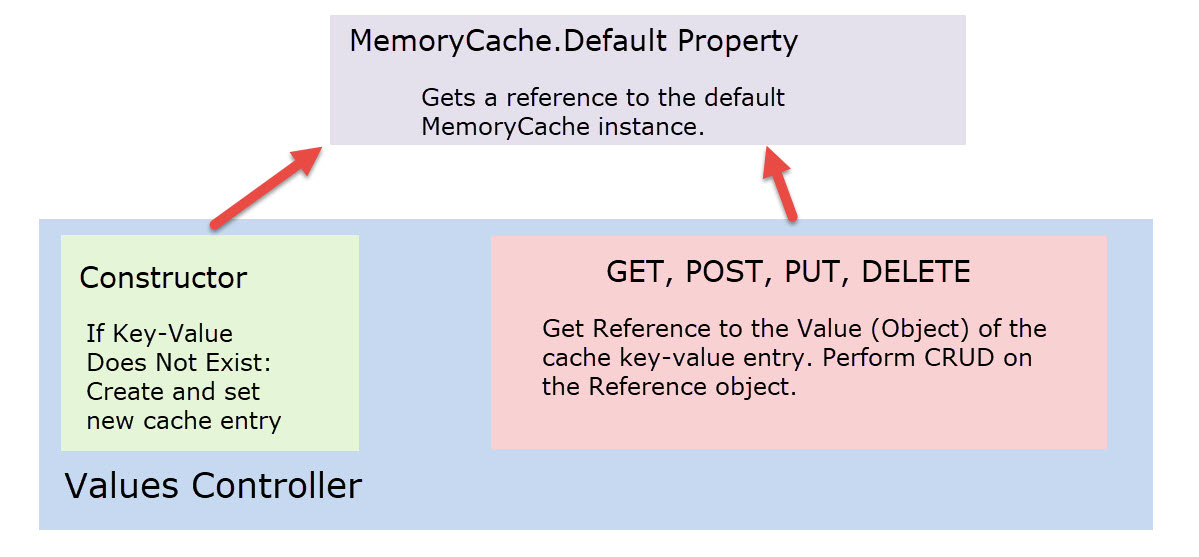 MemoryCache.Default Property
Gets a reference to the default
MemoryCache instance.
Constructor
If Key-Value
Does Not Exist:
Create and set
new cache entry
GET, POST, PUT, DELETE
Get Reference to the Value (Object) of the
cache key-value entry. Perform CRUD on
the Reference object.
Values Controller